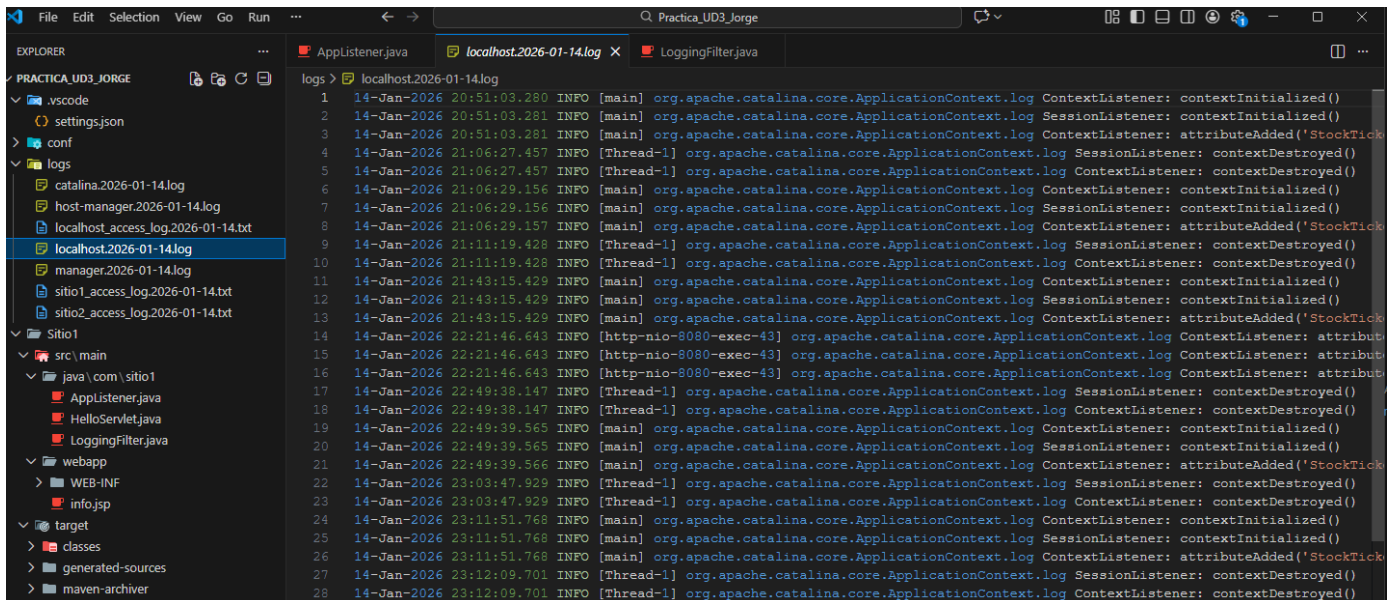 File Edit Selection View Go Run ··· Practica_UD3_Jorge
EXPLORER ···
PRACTICA_UD3_JORGE
.vscode
settings.json
conf
logs
catalina.2026-01-14.log
host-manager.2026-01-14.log
localhost_access_log.2026-01-14.txt
localhost.2026-01-14.log
manager.2026-01-14.log
sitio1_access_log.2026-01-14.txt
sitio2_access_log.2026-01-14.txt
Sitio1
src\main
java\com\sitio1
AppListener.java
HelloServlet.java
LoggingFilter.java
webapp
WEB-INF
info.jsp
target
classes
generated-sources
maven-archiver
AppListener.java localhost.2026-01-14.log LoggingFilter.java ···
logs > localhost.2026-01-14.log
1 14-Jan-2026 20:51:03.280 INFO [main] org.apache.catalina.core.ApplicationContext.log ContextListener: contextInitialized()
2 14-Jan-2026 20:51:03.281 INFO [main] org.apache.catalina.core.ApplicationContext.log SessionListener: contextInitialized()
3 14-Jan-2026 20:51:03.281 INFO [main] org.apache.catalina.core.ApplicationContext.log ContextListener: attributeAdded('StockTick
4 14-Jan-2026 21:06:27.457 INFO [Thread-1] org.apache.catalina.core.ApplicationContext.log SessionListener: contextDestroyed()
5 14-Jan-2026 21:06:27.457 INFO [Thread-1] org.apache.catalina.core.ApplicationContext.log ContextListener: contextDestroyed()
6 14-Jan-2026 21:06:29.156 INFO [main] org.apache.catalina.core.ApplicationContext.log ContextListener: contextInitialized()
7 14-Jan-2026 21:06:29.156 INFO [main] org.apache.catalina.core.ApplicationContext.log SessionListener: contextInitialized()
8 14-Jan-2026 21:06:29.157 INFO [main] org.apache.catalina.core.ApplicationContext.log ContextListener: attributeAdded('StockTick
9 14-Jan-2026 21:11:19.428 INFO [Thread-1] org.apache.catalina.core.ApplicationContext.log SessionListener: contextDestroyed()
10 14-Jan-2026 21:11:19.428 INFO [Thread-1] org.apache.catalina.core.ApplicationContext.log ContextListener: contextDestroyed()
11 14-Jan-2026 21:43:15.429 INFO [main] org.apache.catalina.core.ApplicationContext.log ContextListener: contextInitialized()
12 14-Jan-2026 21:43:15.429 INFO [main] org.apache.catalina.core.ApplicationContext.log SessionListener: contextInitialized()
13 14-Jan-2026 21:43:15.429 INFO [main] org.apache.catalina.core.ApplicationContext.log ContextListener: attributeAdded('StockTick
14 14-Jan-2026 22:21:46.643 INFO [http-nio-8080-exec-43] org.apache.catalina.core.ApplicationContext.log ContextListener: attribut
15 14-Jan-2026 22:21:46.643 INFO [http-nio-8080-exec-43] org.apache.catalina.core.ApplicationContext.log ContextListener: attribut
16 14-Jan-2026 22:21:46.643 INFO [http-nio-8080-exec-43] org.apache.catalina.core.ApplicationContext.log ContextListener: attribut
17 14-Jan-2026 22:49:38.147 INFO [Thread-1] org.apache.catalina.core.ApplicationContext.log SessionListener: contextDestroyed()
18 14-Jan-2026 22:49:38.147 INFO [Thread-1] org.apache.catalina.core.ApplicationContext.log ContextListener: contextDestroyed()
19 14-Jan-2026 22:49:39.565 INFO [main] org.apache.catalina.core.ApplicationContext.log ContextListener: contextInitialized()
20 14-Jan-2026 22:49:39.565 INFO [main] org.apache.catalina.core.ApplicationContext.log SessionListener: contextInitialized()
21 14-Jan-2026 22:49:39.566 INFO [main] org.apache.catalina.core.ApplicationContext.log ContextListener: attributeAdded('StockTick
22 14-Jan-2026 23:03:47.929 INFO [Thread-1] org.apache.catalina.core.ApplicationContext.log SessionListener: contextDestroyed()
23 14-Jan-2026 23:03:47.929 INFO [Thread-1] org.apache.catalina.core.ApplicationContext.log ContextListener: contextDestroyed()
24 14-Jan-2026 23:11:51.768 INFO [main] org.apache.catalina.core.ApplicationContext.log ContextListener: contextInitialized()
25 14-Jan-2026 23:11:51.768 INFO [main] org.apache.catalina.core.ApplicationContext.log SessionListener: contextInitialized()
26 14-Jan-2026 23:11:51.768 INFO [main] org.apache.catalina.core.ApplicationContext.log ContextListener: attributeAdded('StockTick
27 14-Jan-2026 23:12:09.701 INFO [Thread-1] org.apache.catalina.core.ApplicationContext.log SessionListener: contextDestroyed()
28 14-Jan-2026 23:12:09.701 INFO [Thread-1] org.apache.catalina.core.ApplicationContext.log ContextListener: contextDestroyed()